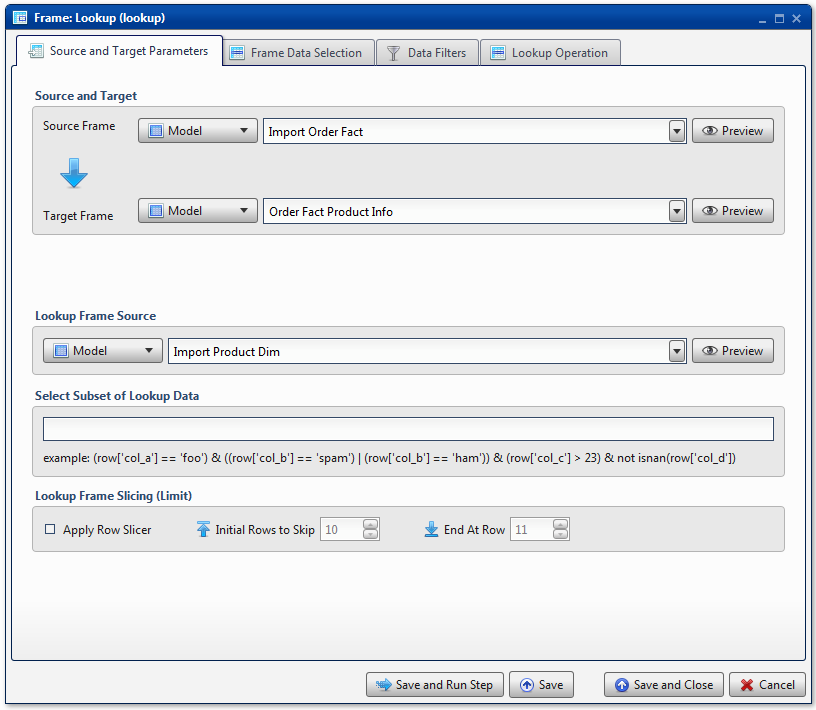 Frame: Lookup (lookup)
Source and Target Parameters
Frame Data Selection
Data Filters
Lookup Operation
Source and Target
Source Frame
Model
Import Order Fact
Preview
Target Frame
Model
Order Fact Product Info
Preview
Lookup Frame Source
Model
Import Product Dim
Preview
Select Subset of Lookup Data
example: (row['col_a'] == 'foo') & ((row['col_b'] == 'spam') | (row['col_b'] == 'ham')) & (row['col_c'] > 23) & not isnan(row['col_d'])
Lookup Frame Slicing (Limit)
Apply Row Slicer
Initial Rows to Skip
10
End At Row
11
Save and Run Step
Save
Save and Close
Cancel